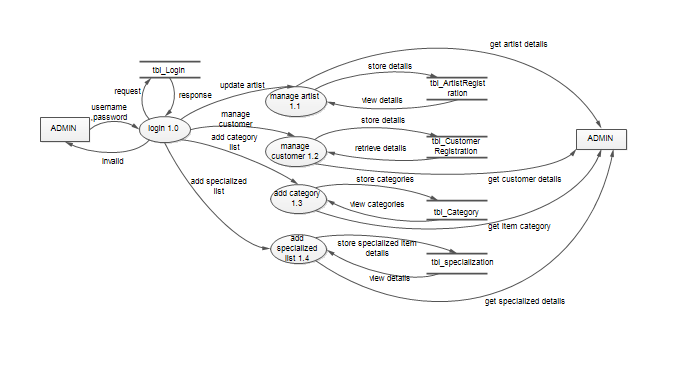 get artist details
tbl_Login
store details
request
response
update artist
tbl_ArtistRegist
ration
manage artist
1.1
view details
username
,password
manage
customer
store details
ADMIN
login 1.0
add category
list
tbl_Customer
Registration
ADMIN
manage
customer 1.2
retrieve details
invalid
get customer details
add specialized
list
store categories
add category
1.3
view categories
tbl_Category
get item category
add
specialized
list 1.4
store specialized item
details
tbl_specialization
view details
get specialized details